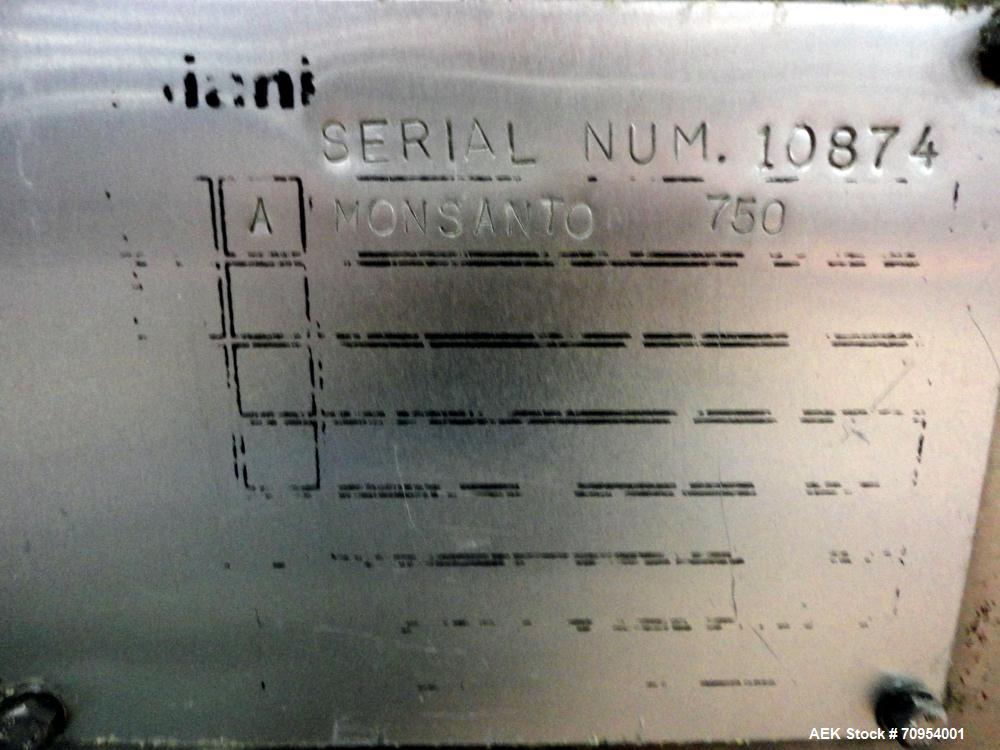 SERIAL NUM. 10874
A MONSANTO 750
AEK Stock # 70954001